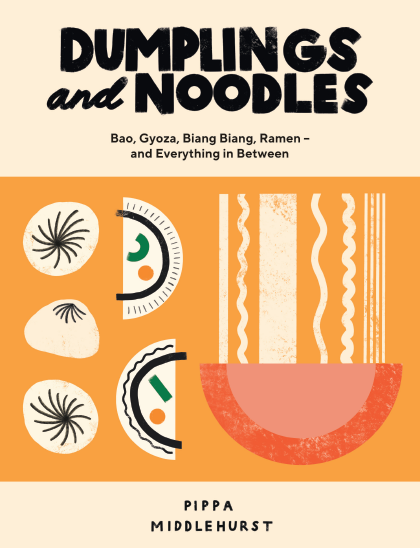 DUMPLINGS
and NOODLES
Bao, Gyoza, Biang Biang, Ramen –
and Everything in Between
PIPPA
MIDDLEHURST